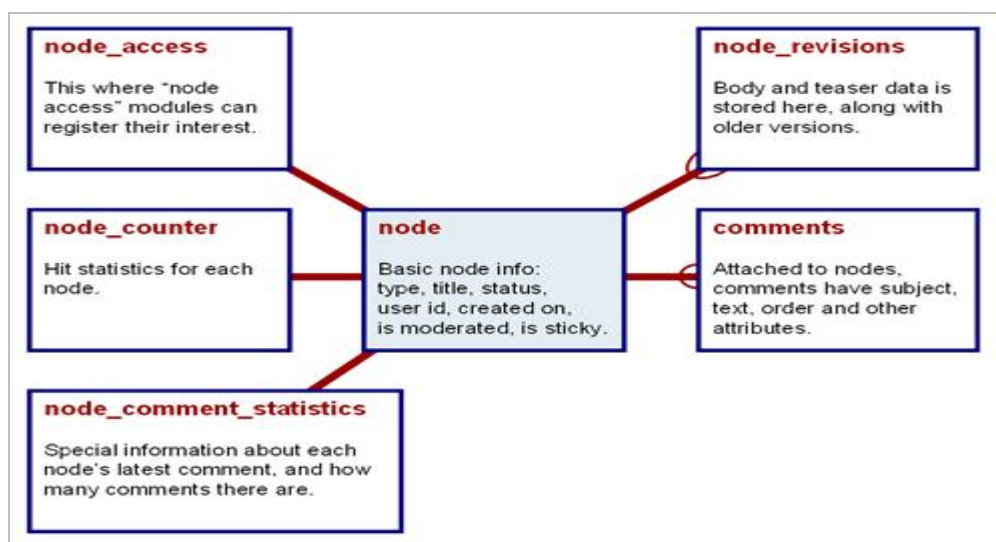 node_access
This where “node
access” modules can
register their interest.
node_revisions
Body and teaser data is
stored here, along with
older versions.
node_counter
Hit statistics for each
node.
node
Basic node info:
type, title, status,
user id, created on,
is moderated, is sticky.
comments
Attached to nodes,
comments have subject,
text, order and other
attributes.
node_comment_statistics
Special information about each
node’s latest comment, and how
many comments there are.